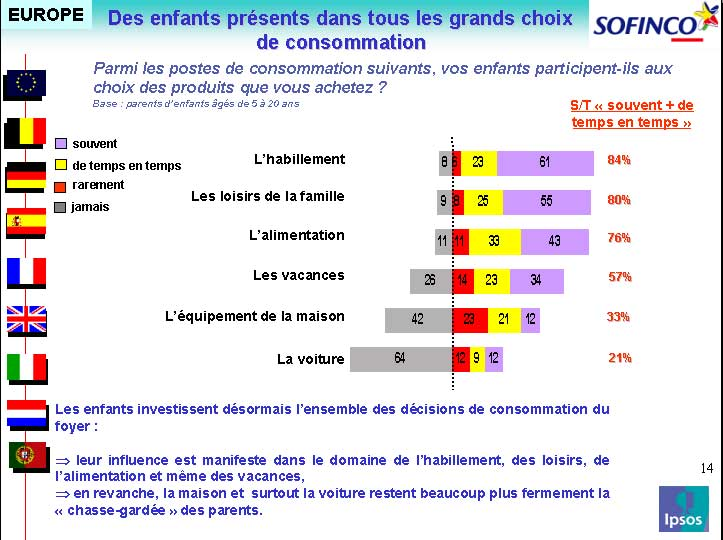 EUROPE
Des enfants présents dans tous les grands choix
de consommation
SOFINCO
Parmi les postes de consommation suivants, vos enfants participent-ils aux
choix des produits que vous achetez ?
Base : parents d'enfants âgés de 5 à 20 ans
S/T « souvent + de
temps en temps »
souvent
de temps en temps
rarement
jamais
L'habillement 8 6 23 61 84%
Les loisirs de la famille 9 8 25 55 80%
L'alimentation 11 11 33 43 76%
Les vacances 26 14 23 34 57%
L'équipement de la maison 42 23 21 12 33%
La voiture 64 12 9 12 21%
Les enfants investissent désormais l'ensemble des décisions de consommation du
foyer :
⇒ leur influence est manifeste dans le domaine de l'habillement, des loisirs, de
l'alimentation et même des vacances,
⇒ en revanche, la maison et surtout la voiture restent beaucoup plus fermement la
« chasse-gardée » des parents.
14
Ipsos